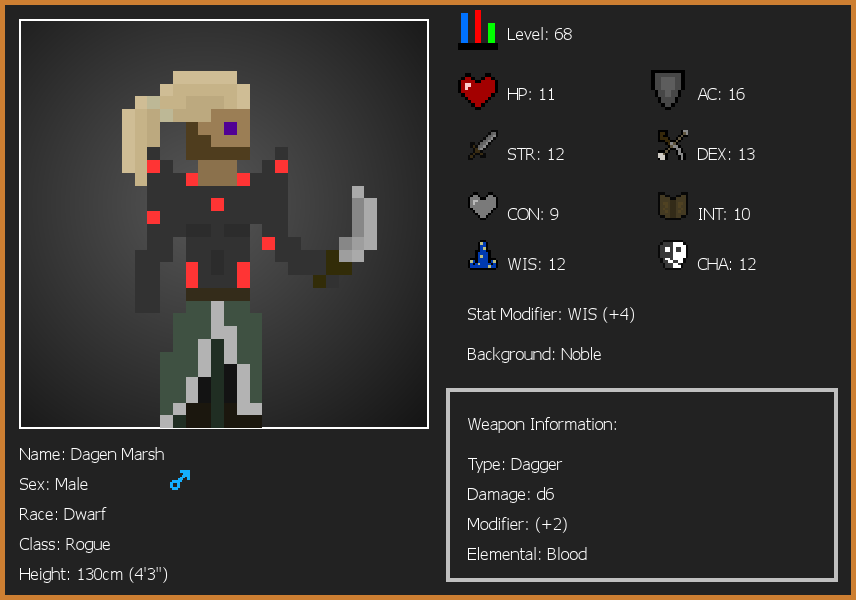 Level: 68
HP: 11
AC: 16
STR: 12
DEX: 13
CON: 9
INT: 10
WIS: 12
CHA: 12
Stat Modifier: WIS (+4)
Background: Noble
Weapon Information:
Type: Dagger
Damage: d6
Modifier: (+2)
Elemental: Blood
Name: Dagen Marsh
Sex: Male
Race: Dwarf
Class: Rogue
Height: 130cm (4'3")